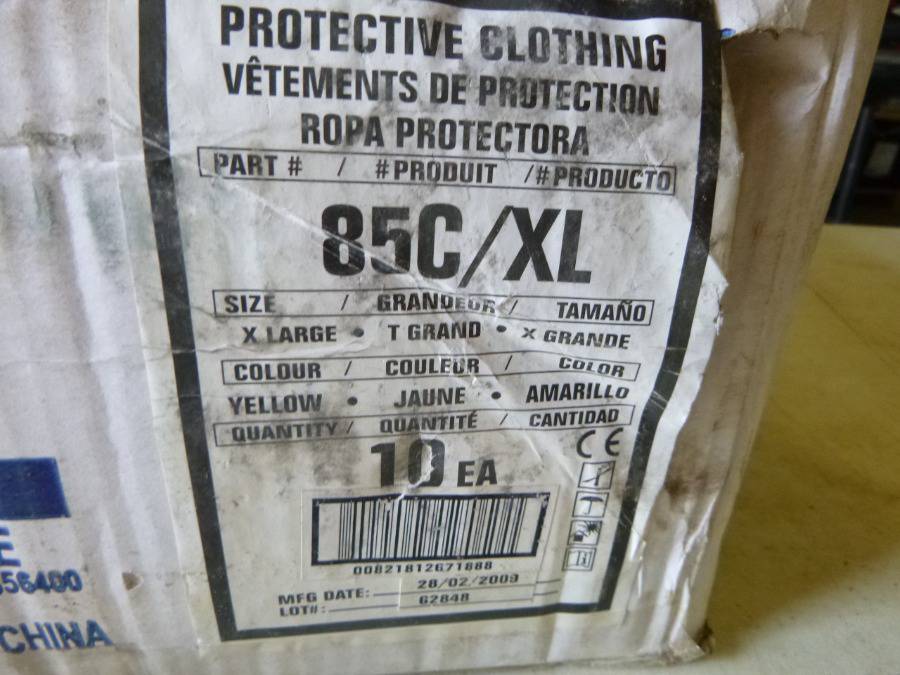 PROTECTIVE CLOTHING
VÊTEMENTS DE PROTECTION
ROPA PROTECTORA
PART # / # PRODUIT / # PRODUCTO
85C/XL
SIZE / GRANDEUR / TAMAÑO
X LARGE • T GRAND • X GRANDE
COLOUR / COULEUR / COLOR
YELLOW • JAUNE • AMARILLO
QUANTITY / QUANTITÉ / CANTIDAD
10 EA
CE
00821812671888
MFG DATE: 28/02/2009
LOT#: 62848
E
56400
CHINA